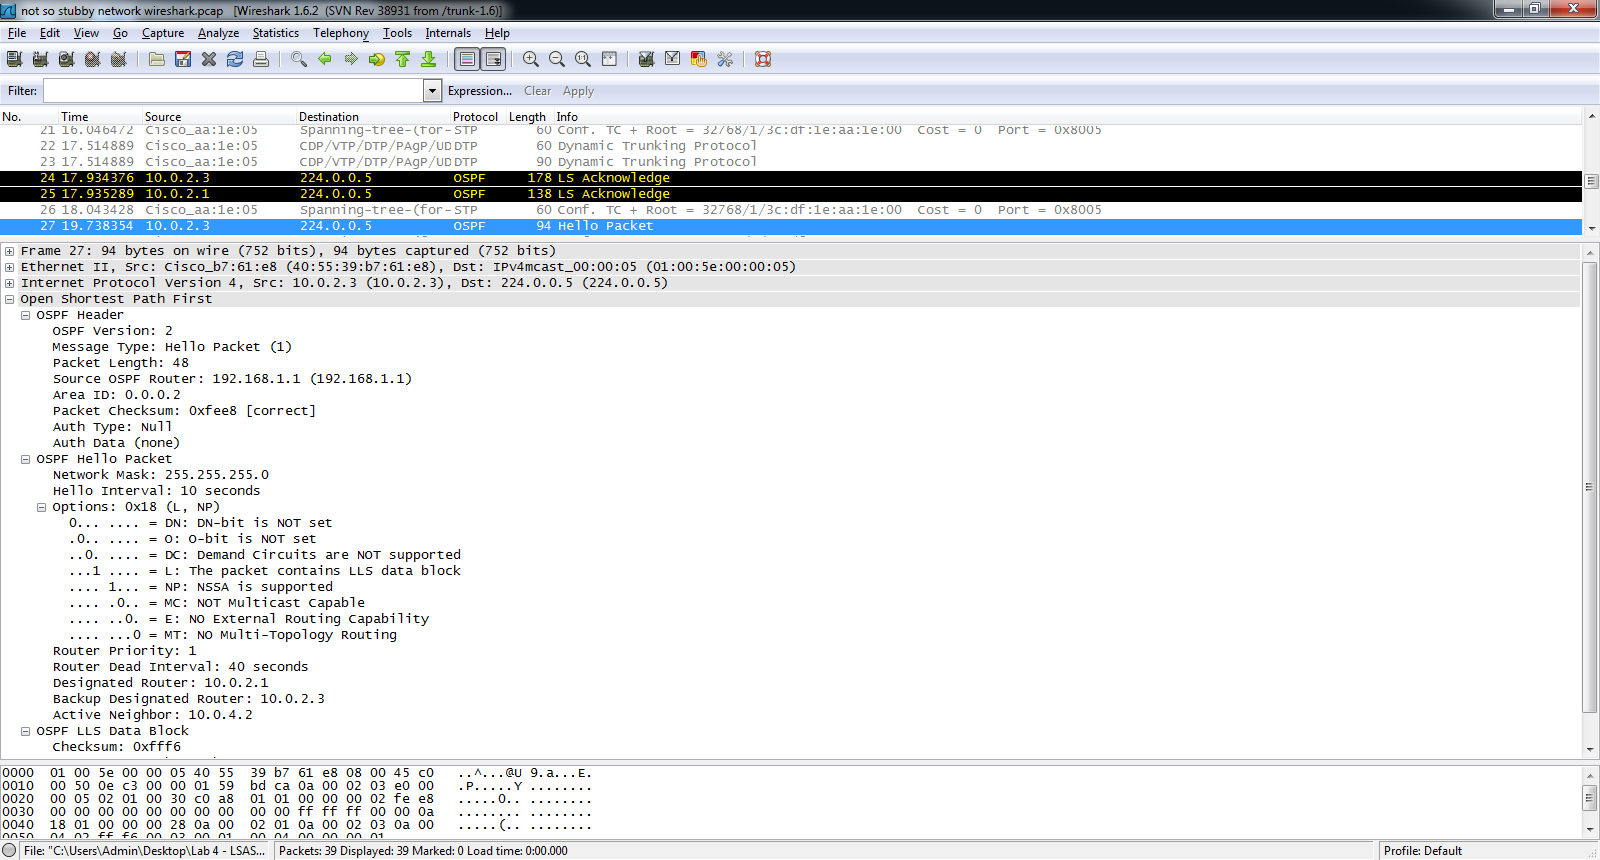 not so stubby network wireshark.pcap [Wireshark 1.6.2 (SVN Rev 38931 from /trunk-1.6)]
File Edit View Go Capture Analyze Statistics Telephony Tools Internals Help
Filter: Expression... Clear Apply
No. Time Source Destination Protocol Length Info
21 16.046472 Cisco_aa:1e:05 Spanning-tree-(for- STP 60 Conf. TC + Root = 32768/1/3c:df:1e:aa:1e:00 Cost = 0 Port = 0x8005
22 17.514889 Cisco_aa:1e:05 CDP/VTP/DTP/PAgP/UD DTP 60 Dynamic Trunking Protocol
23 17.514889 Cisco_aa:1e:05 CDP/VTP/DTP/PAgP/UD DTP 90 Dynamic Trunking Protocol
24 17.934376 10.0.2.3 224.0.0.5 OSPF 178 LS Acknowledge
25 17.935289 10.0.2.1 224.0.0.5 OSPF 138 LS Acknowledge
26 18.043428 Cisco_aa:1e:05 Spanning-tree-(for- STP 60 Conf. TC + Root = 32768/1/3c:df:1e:aa:1e:00 Cost = 0 Port = 0x8005
27 19.738354 10.0.2.3 224.0.0.5 OSPF 94 Hello Packet
Frame 27: 94 bytes on wire (752 bits), 94 bytes captured (752 bits)
Ethernet II, Src: Cisco_b7:61:e8 (40:55:39:b7:61:e8), Dst: IPv4mcast_00:00:05 (01:00:5e:00:00:05)
Internet Protocol Version 4, Src: 10.0.2.3 (10.0.2.3), Dst: 224.0.0.5 (224.0.0.5)
Open Shortest Path First
OSPF Header
OSPF Version: 2
Message Type: Hello Packet (1)
Packet Length: 48
Source OSPF Router: 192.168.1.1 (192.168.1.1)
Area ID: 0.0.0.2
Packet Checksum: 0xfee8 [correct]
Auth Type: Null
Auth Data (none)
OSPF Hello Packet
Network Mask: 255.255.255.0
Hello Interval: 10 seconds
Options: 0x18 (L, NP)
0... .... = DN: DN-bit is NOT set
.0.. .... = O: O-bit is NOT set
..0. .... = DC: Demand Circuits are NOT supported
...1 .... = L: The packet contains LLS data block
.... 1... = NP: NSSA is supported
.... .0.. = MC: NOT Multicast Capable
.... ..0. = E: NO External Routing Capability
.... ...0 = MT: NO Multi-Topology Routing
Router Priority: 1
Router Dead Interval: 40 seconds
Designated Router: 10.0.2.1
Backup Designated Router: 10.0.2.3
Active Neighbor: 10.0.4.2
OSPF LLS Data Block
Checksum: 0xfff6
0000 01 00 5e 00 00 05 40 55 39 b7 61 e8 08 00 45 c0 ..^...@U 9.a...E.
0010 00 50 0e c3 00 00 01 59 bd ca 0a 00 02 03 e0 00 .P.....Y ........
0020 00 05 02 01 00 30 c0 a8 01 01 00 00 00 02 fe e8 .....0.. ........
0030 00 00 00 00 00 00 00 00 00 00 ff ff ff 00 00 0a ........ ........
0040 18 01 00 00 00 28 0a 00 02 01 0a 00 02 03 0a 00 .....(.. ........
0050 04 02 ff f6 00 03 00 01 00 04 00 00 00 01
File: "C:\Users\Admin\Desktop\Lab 4 - LSAS... Packets: 39 Displayed: 39 Marked: 0 Load time: 0:00.000 Profile: Default